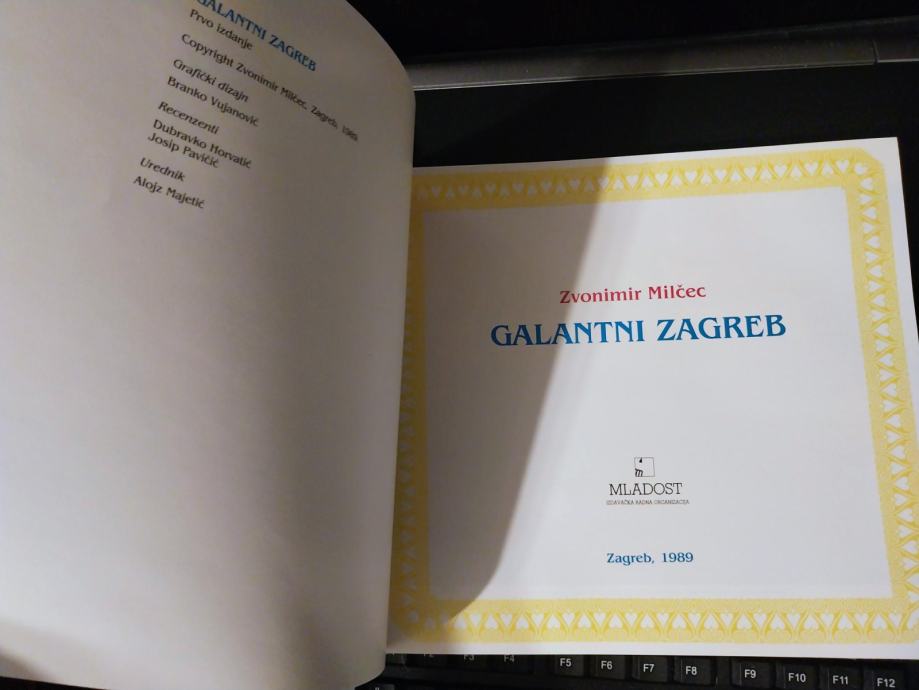 GALANTNI ZAGREB
Prvo izdanje
Copyright Zvonimir Milčec, Zagreb, 1989
Grafički dizajn
Branko Vujanović
Recenzenti
Dubravko Horvatić
Josip Pavičić
Urednik
Alojz Majetić
Zvonimir Milčec
GALANTNI ZAGREB
MLADOST
IZDAVAČKA RADNA ORGANIZACIJA
Zagreb, 1989
F2 F3 F4 F5 F6 F7 F8 F9 F10 F11 F12